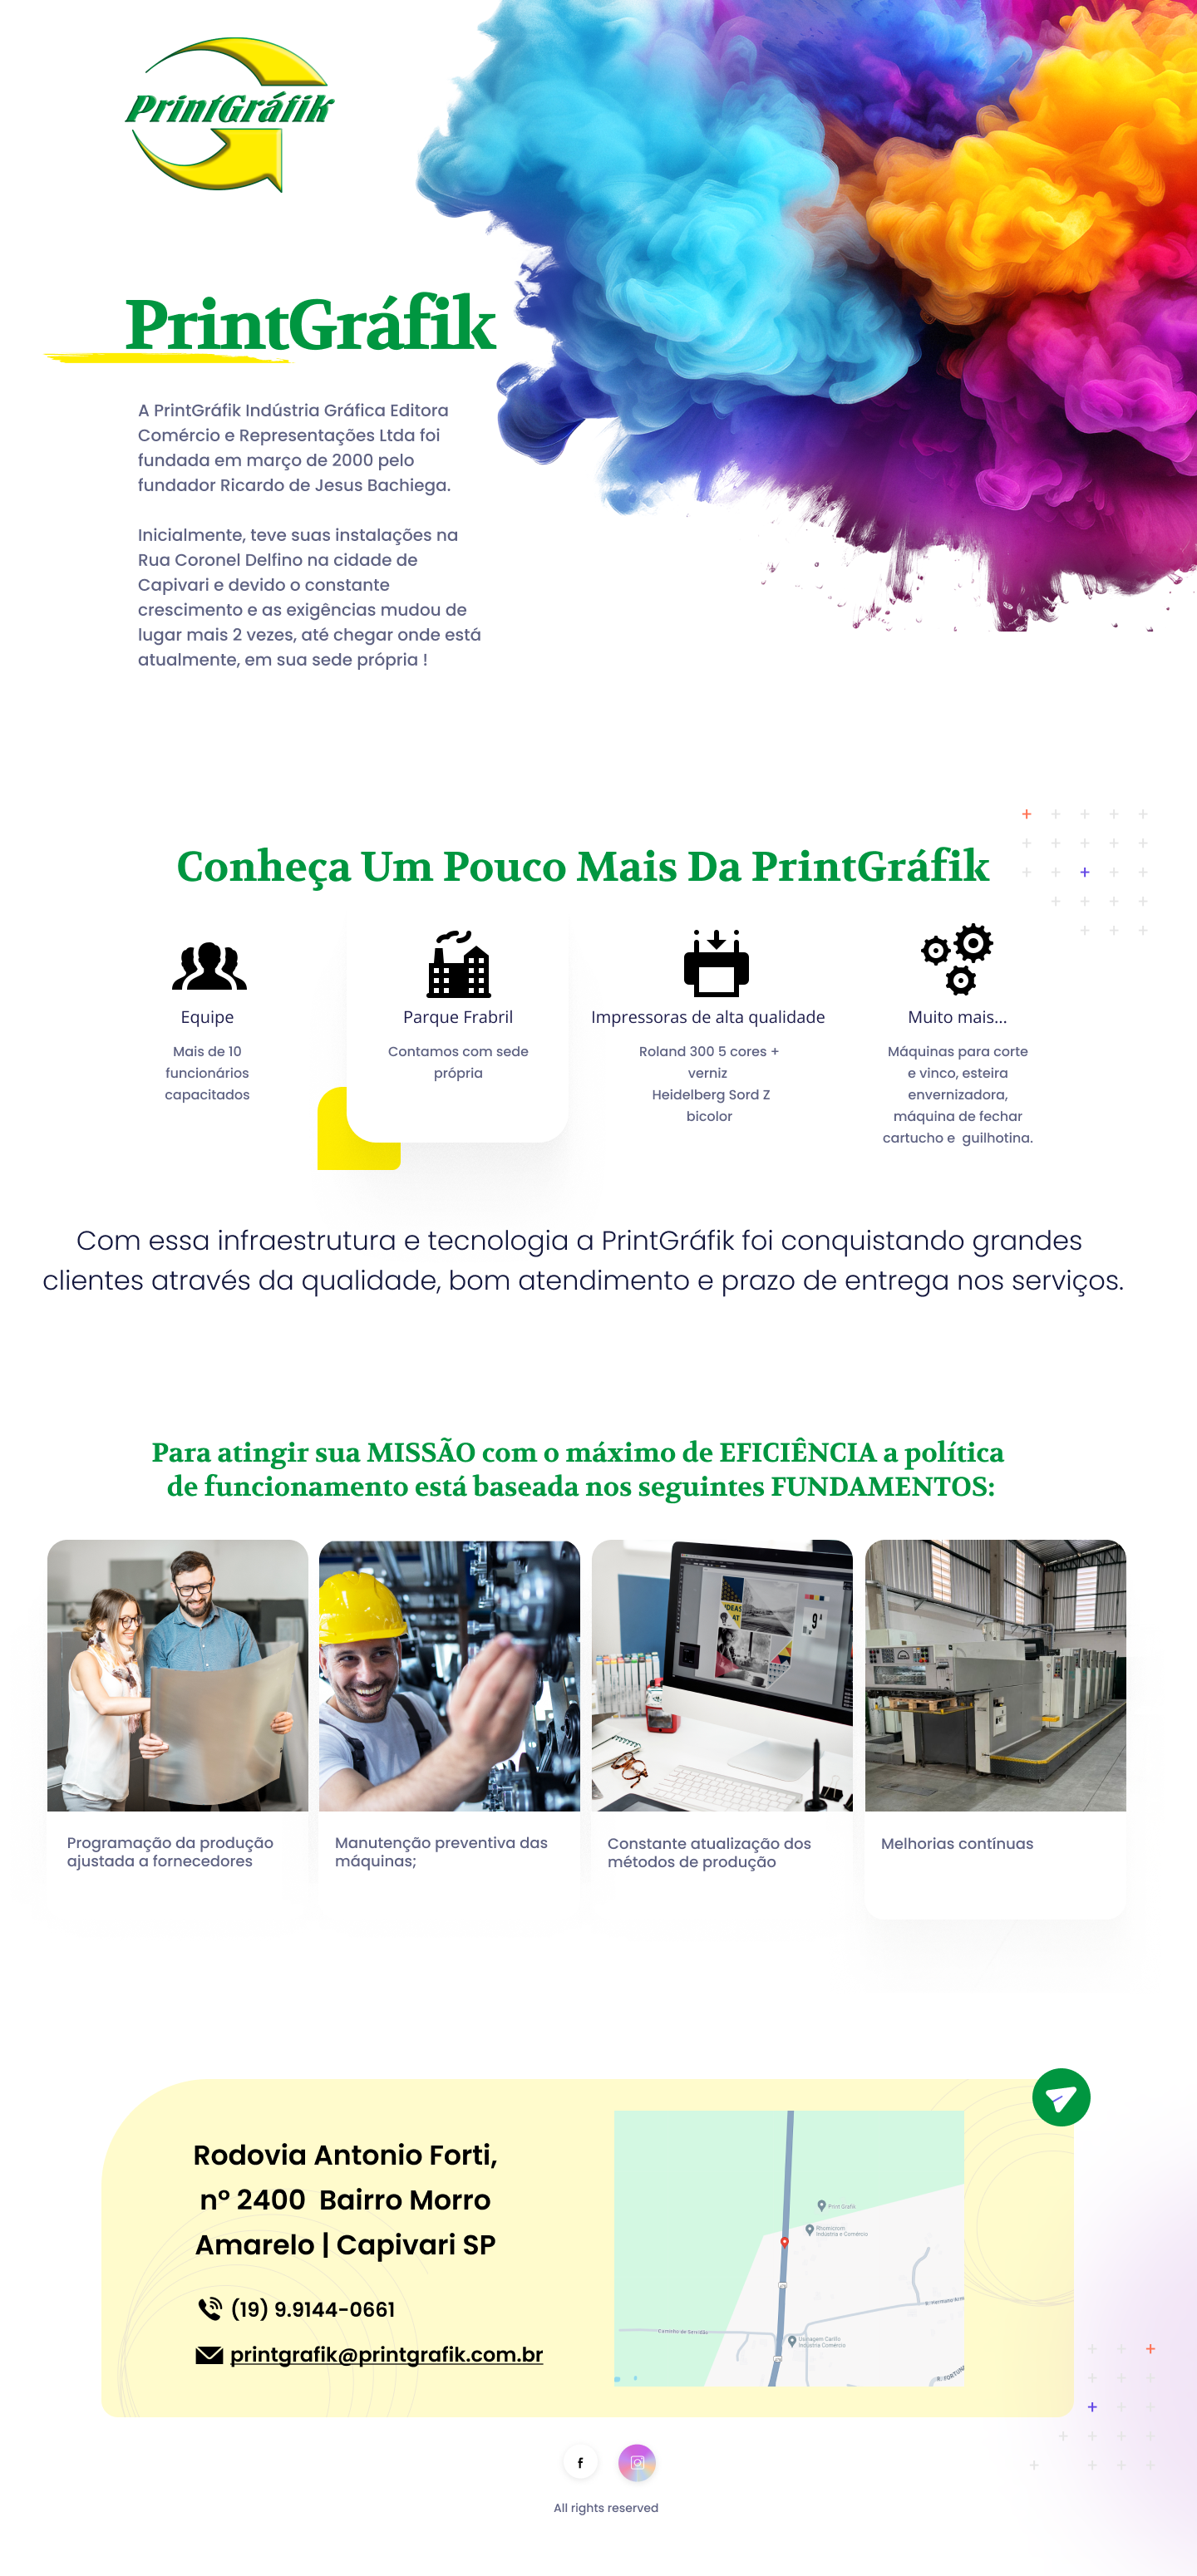 PrintGráfik
PrintGráfik
A PrintGráfik Indústria Gráfica Editora
Comércio e Representações Ltda foi
fundada em março de 2000 pelo
fundador Ricardo de Jesus Bachiega.
Inicialmente, teve suas instalações na
Rua Coronel Delfino na cidade de
Capivari e devido o constante
crescimento e as exigências mudou de
lugar mais 2 vezes, até chegar onde está
atualmente, em sua sede própria !
Conheça Um Pouco Mais Da PrintGráfik
Equipe
Mais de 10
funcionários
capacitados
Parque Frabril
Contamos com sede
própria
Impressoras de alta qualidade
Roland 300 5 cores +
verniz
Heidelberg Sord Z
bicolor
Muito mais...
Máquinas para corte
e vinco, esteira
envernizadora,
máquina de fechar
cartucho e guilhotina.
Com essa infraestrutura e tecnologia a PrintGráfik foi conquistando grandes
clientes através da qualidade, bom atendimento e prazo de entrega nos serviços.
Para atingir sua MISSÃO com o máximo de EFICIÊNCIA a política
de funcionamento está baseada nos seguintes FUNDAMENTOS:
Programação da produção
ajustada a fornecedores
Manutenção preventiva das
máquinas;
Constante atualização dos
métodos de produção
Melhorias contínuas
Rodovia Antonio Forti,
nº 2400 Bairro Morro
Amarelo | Capivari SP
(19) 9.9144-0661
printgrafik@printgrafik.com.br
Print Grafik
Indústria e Comércio
Usinagem Carillo
Indústria Comércio
All rights reserved